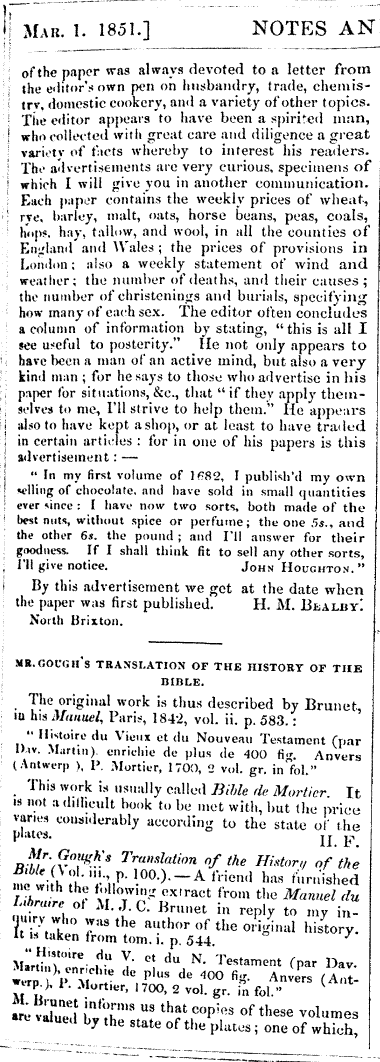 MAR. 1. 1851.] NOTES AN
of the paper was always devoted to a letter from
the editor's own pen on husbandry, trade, chemis-
try, domestic cookery, and a variety of other topics.
The editor appears to have been a spirited man,
who collected with great care and diligence a great
variety of facts whereby to interest his readers.
The advertisements are very curious, specimens of
which I will give you in another communication.
Each paper contains the weekly prices of wheat,
rye, barley, malt, oats, horse beans, peas, coals,
hops, hay, tallow, and wool, in all the counties of
England and Wales; the prices of provisions in
London; also a weekly statement of wind and
weather; the number of deaths, and their causes;
the number of christenings and burials, specifying
how many of each sex. The editor often concludes
a column of information by stating, "this is all I
see useful to posterity." He not only appears to
have been a man of an active mind, but also a very
kind man; for he says to those who advertise in his
paper for situations, &c., that "if they apply them-
selves to me, I'll strive to help them." He appears
also to have kept a shop, or at least to have traded
in certain articles: for in one of his papers is this
advertisement: —
"In my first volume of 1682, I publish'd my own
selling of chocolate, and have sold in small quantities
ever since: I have now two sorts, both made of the
best nuts, without spice or perfume; the one 5s., and
the other 6s. the pound; and I'll answer for their
goodness. If I shall think fit to sell any other sorts,
I'll give notice. JOHN HOUGHTON."
By this advertisement we get at the date when
the paper was first published. H. M. BEALBY.
North Brixton.
MR. GOUGH'S TRANSLATION OF THE HISTORY OF THE
BIBLE.
The original work is thus described by Brunet,
in his Manuel, Paris, 1842, vol. ii. p. 583.:
"Histoire du Vieux et du Nouveau Testament (par
Dav. Martin). enrichie de plus de 400 fig. Anvers
(Antwerp ), P. Mortier, 1700, 2 vol. gr. in fol."
This work is usually called Bible de Mortier. It
is not a difficult book to be met with, but the price
varies considerably according to the state of the
plates. H. F.
Mr. Gough's Translation of the History of the
Bible (Vol. iii., p. 100.).—A friend has furnished
me with the following extract from the Manuel du
Libraire of M. J. C. Brunet in reply to my in-
quiry who was the author of the original history.
It is taken from tom. i. p. 544.
"Histoire du V. et du N. Testament (par Dav.
Martin), enrichie de plus de 400 fig. Anvers (Ant-
werp.), P. Mortier, 1700, 2 vol. gr. in fol."
M. Brunet informs us that copies of these volumes
are valued by the state of the plates; one of which,